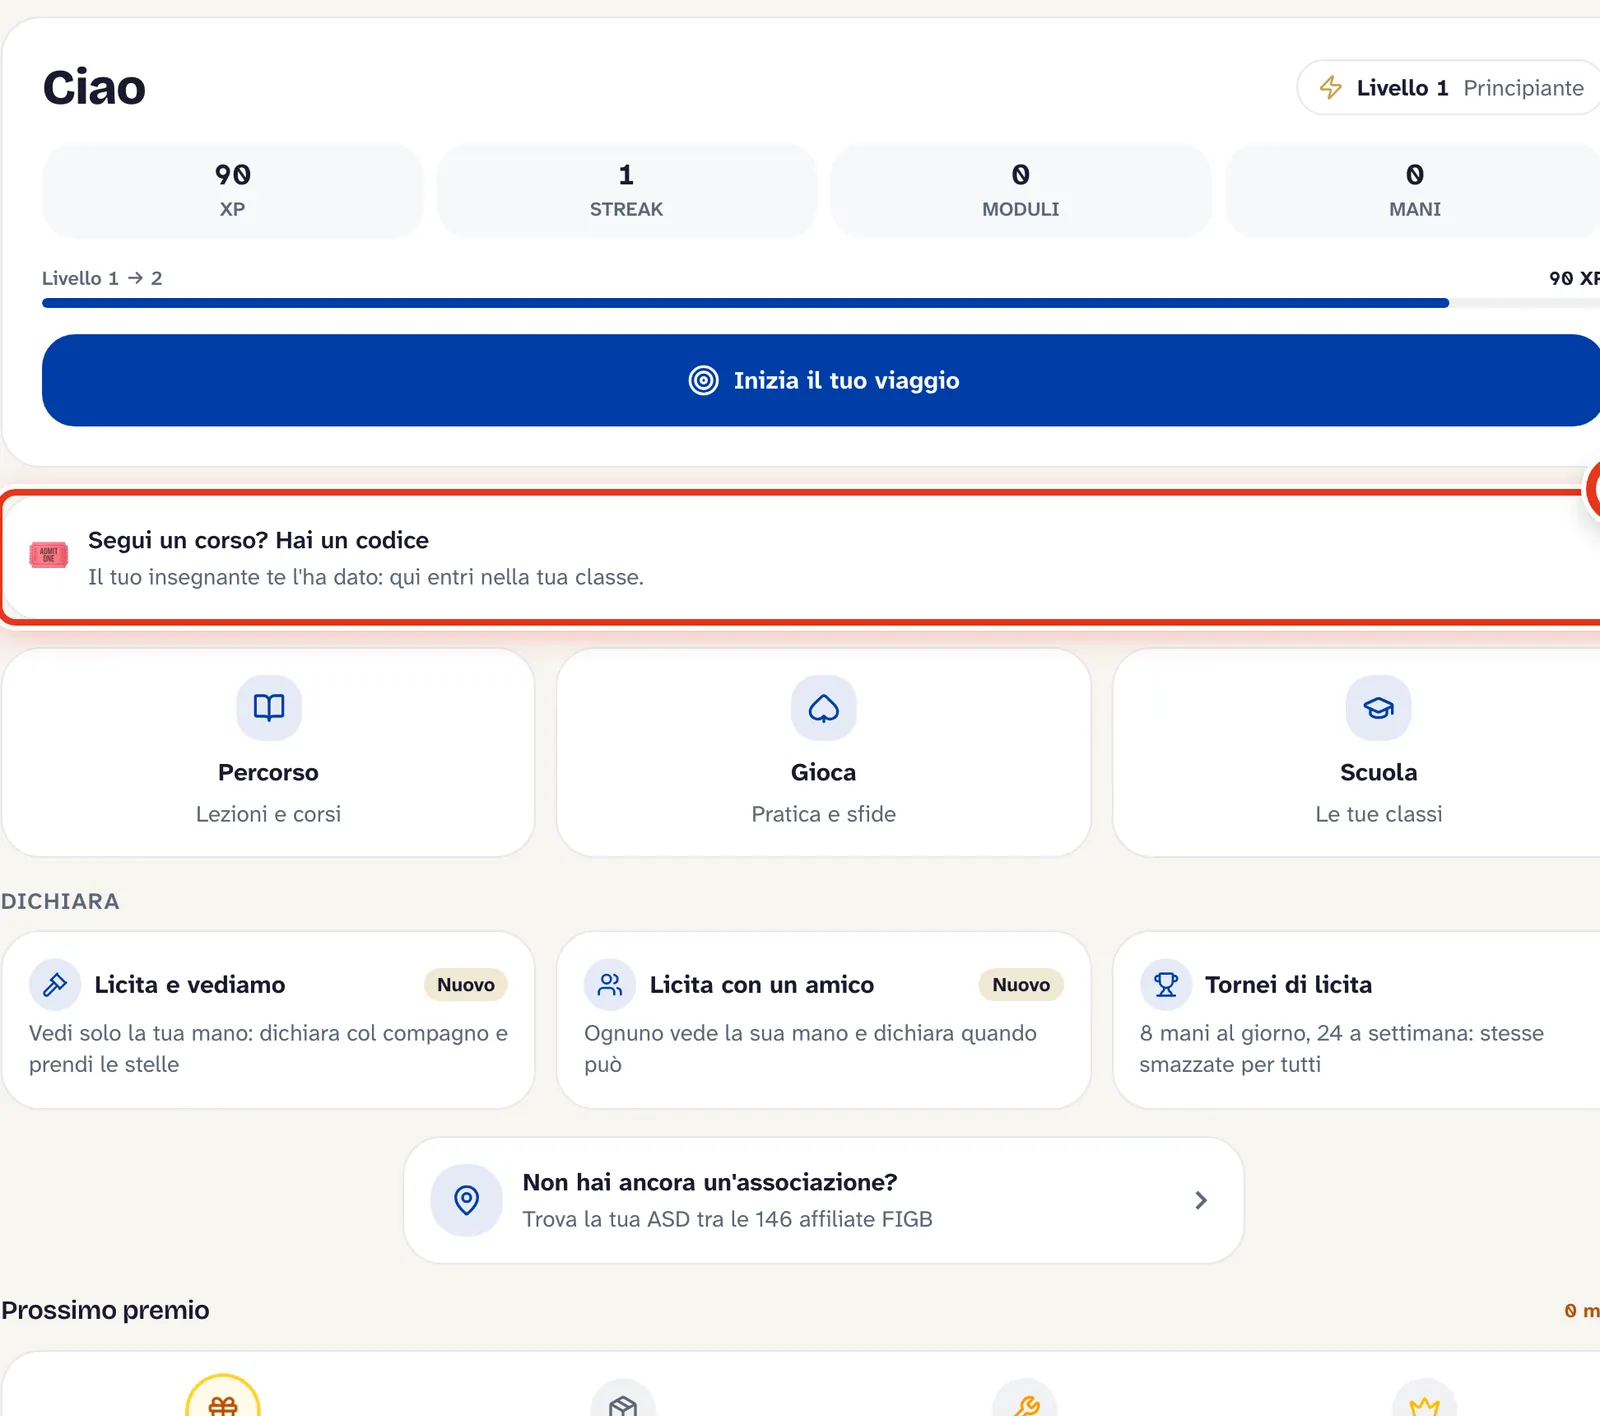 Ciao
Livello 1 Principiante
90
XP
1
STREAK
0
MODULI
0
MANI
Livello 1 → 2
90 XP
Inizia il tuo viaggio
ADMIT
ONE
Segui un corso? Hai un codice
Il tuo insegnante te l'ha dato: qui entri nella tua classe.
Percorso
Lezioni e corsi
Gioca
Pratica e sfide
Scuola
Le tue classi
DICHIARA
Licita e vediamo
Nuovo
Vedi solo la tua mano: dichiara col compagno e
prendi le stelle
Licita con un amico
Nuovo
Ognuno vede la sua mano e dichiara quando
può
Tornei di licita
8 mani al giorno, 24 a settimana: stesse
smazzate per tutti
Non hai ancora un'associazione?
Trova la tua ASD tra le 146 affiliate FIGB
Prossimo premio
0